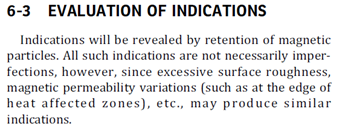 6-3 EVALUATION OF INDICATIONS
Indications will be revealed by retention of magnetic
particles. All such indications are not necessarily imper-
fections, however, since excessive surface roughness,
magnetic permeability variations (such as at the edge of
heat affected zones), etc., may produce similar
indications.